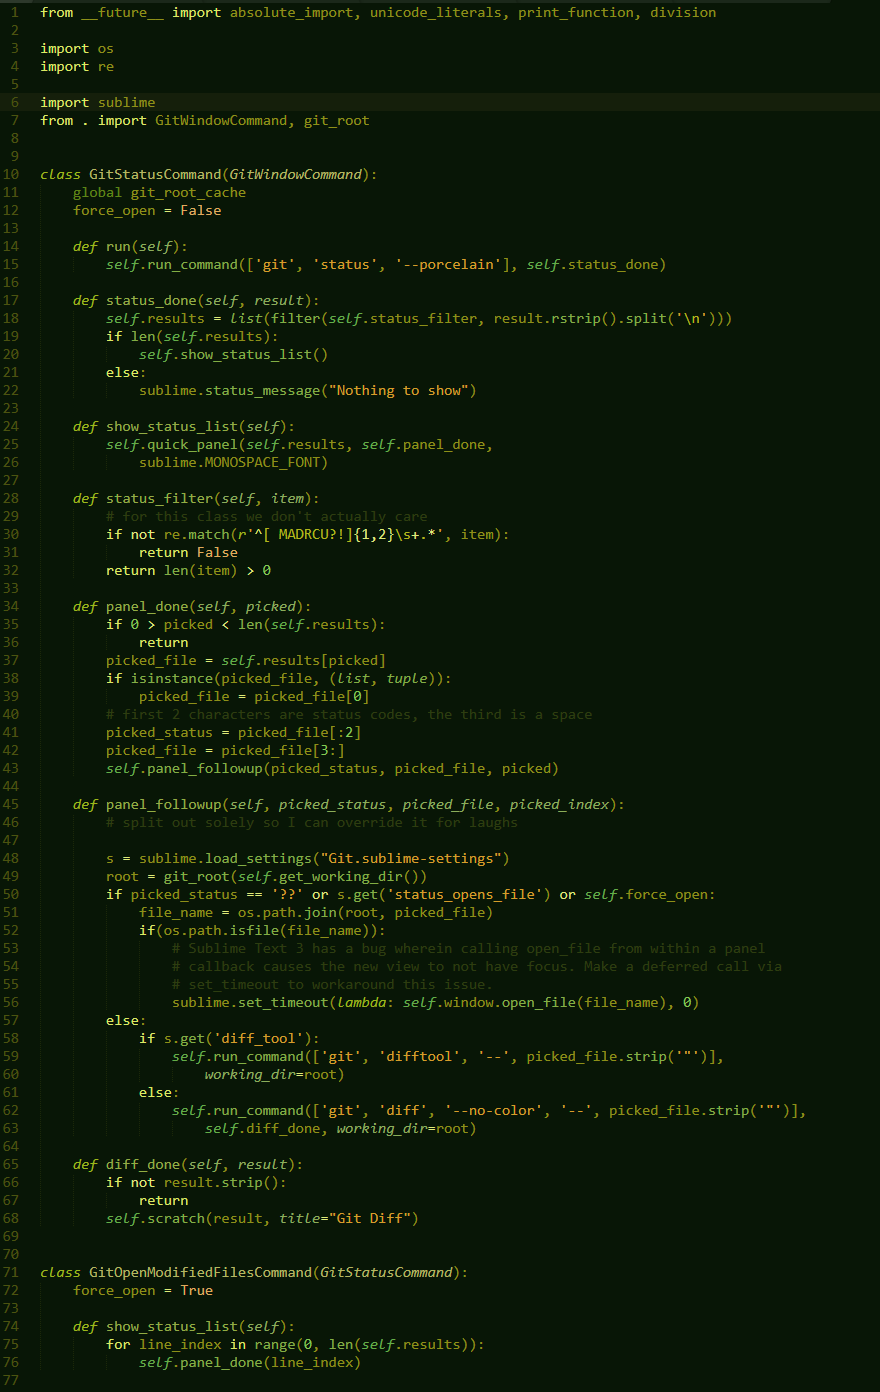 1 from __future__ import absolute_import, unicode_literals, print_function, division
2
3 import os
4 import re
5
6 import sublime
7 from . import GitWindowCommand, git_root
8
9
10 class GitStatusCommand(GitWindowCommand):
11     global git_root_cache
12     force_open = False
13
14     def run(self):
15         self.run_command(['git', 'status', '--porcelain'], self.status_done)
16
17     def status_done(self, result):
18         self.results = list(filter(self.status_filter, result.rstrip().split('\n')))
19         if len(self.results):
20             self.show_status_list()
21         else:
22             sublime.status_message("Nothing to show")
23
24     def show_status_list(self):
25         self.quick_panel(self.results, self.panel_done,
26             sublime.MONOSPACE_FONT)
27
28     def status_filter(self, item):
29         # for this class we don't actually care
30         if not re.match(r'^[ MADRCU?!]{1,2}\s+.*', item):
31             return False
32         return len(item) > 0
33
34     def panel_done(self, picked):
35         if 0 > picked < len(self.results):
36             return
37         picked_file = self.results[picked]
38         if isinstance(picked_file, (list, tuple)):
39             picked_file = picked_file[0]
40         # first 2 characters are status codes, the third is a space
41         picked_status = picked_file[:2]
42         picked_file = picked_file[3:]
43         self.panel_followup(picked_status, picked_file, picked)
44
45     def panel_followup(self, picked_status, picked_file, picked_index):
46         # split out solely so I can override it for laughs
47
48         s = sublime.load_settings("Git.sublime-settings")
49         root = git_root(self.get_working_dir())
50         if picked_status == '??' or s.get('status_opens_file') or self.force_open:
51             file_name = os.path.join(root, picked_file)
52             if(os.path.isfile(file_name)):
53                 # Sublime Text 3 has a bug wherein calling open_file from within a panel
54                 # callback causes the new view to not have focus. Make a deferred call via
55                 # set_timeout to workaround this issue.
56                 sublime.set_timeout(lambda: self.window.open_file(file_name), 0)
57         else:
58             if s.get('diff_tool'):
59                 self.run_command(['git', 'difftool', '--', picked_file.strip('"')],
60                     working_dir=root)
61             else:
62                 self.run_command(['git', 'diff', '--no-color', '--', picked_file.strip('"')],
63                     self.diff_done, working_dir=root)
64
65     def diff_done(self, result):
66         if not result.strip():
67             return
68         self.scratch(result, title="Git Diff")
69
70
71 class GitOpenModifiedFilesCommand(GitStatusCommand):
72     force_open = True
73
74     def show_status_list(self):
75         for line_index in range(0, len(self.results)):
76             self.panel_done(line_index)
77